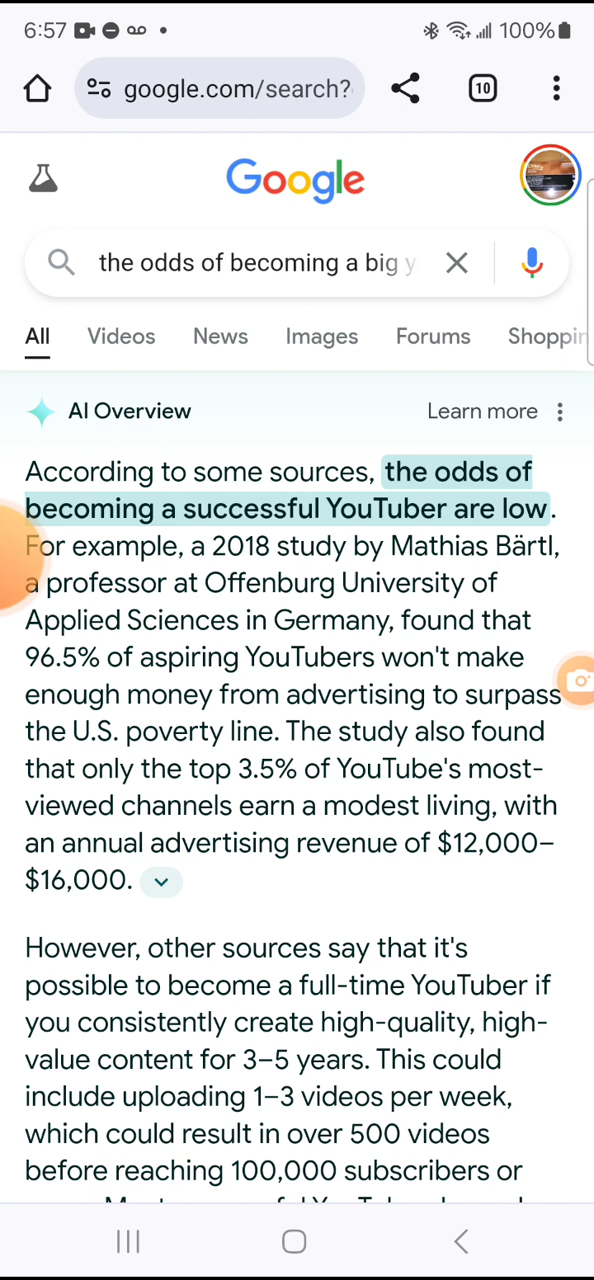 6:57
100%
google.com/search?
10
Google
the odds of becoming a big y
All Videos News Images Forums Shoppin
AI Overview Learn more
According to some sources, the odds of
becoming a successful YouTuber are low.
For example, a 2018 study by Mathias Bärtl,
a professor at Offenburg University of
Applied Sciences in Germany, found that
96.5% of aspiring YouTubers won't make
enough money from advertising to surpass
the U.S. poverty line. The study also found
that only the top 3.5% of YouTube's most-
viewed channels earn a modest living, with
an annual advertising revenue of $12,000–
$16,000.
However, other sources say that it's
possible to become a full-time YouTuber if
you consistently create high-quality, high-
value content for 3–5 years. This could
include uploading 1–3 videos per week,
which could result in over 500 videos
before reaching 100,000 subscribers or